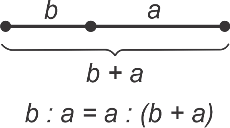 b a
b + a
b : a = a : (b + a)